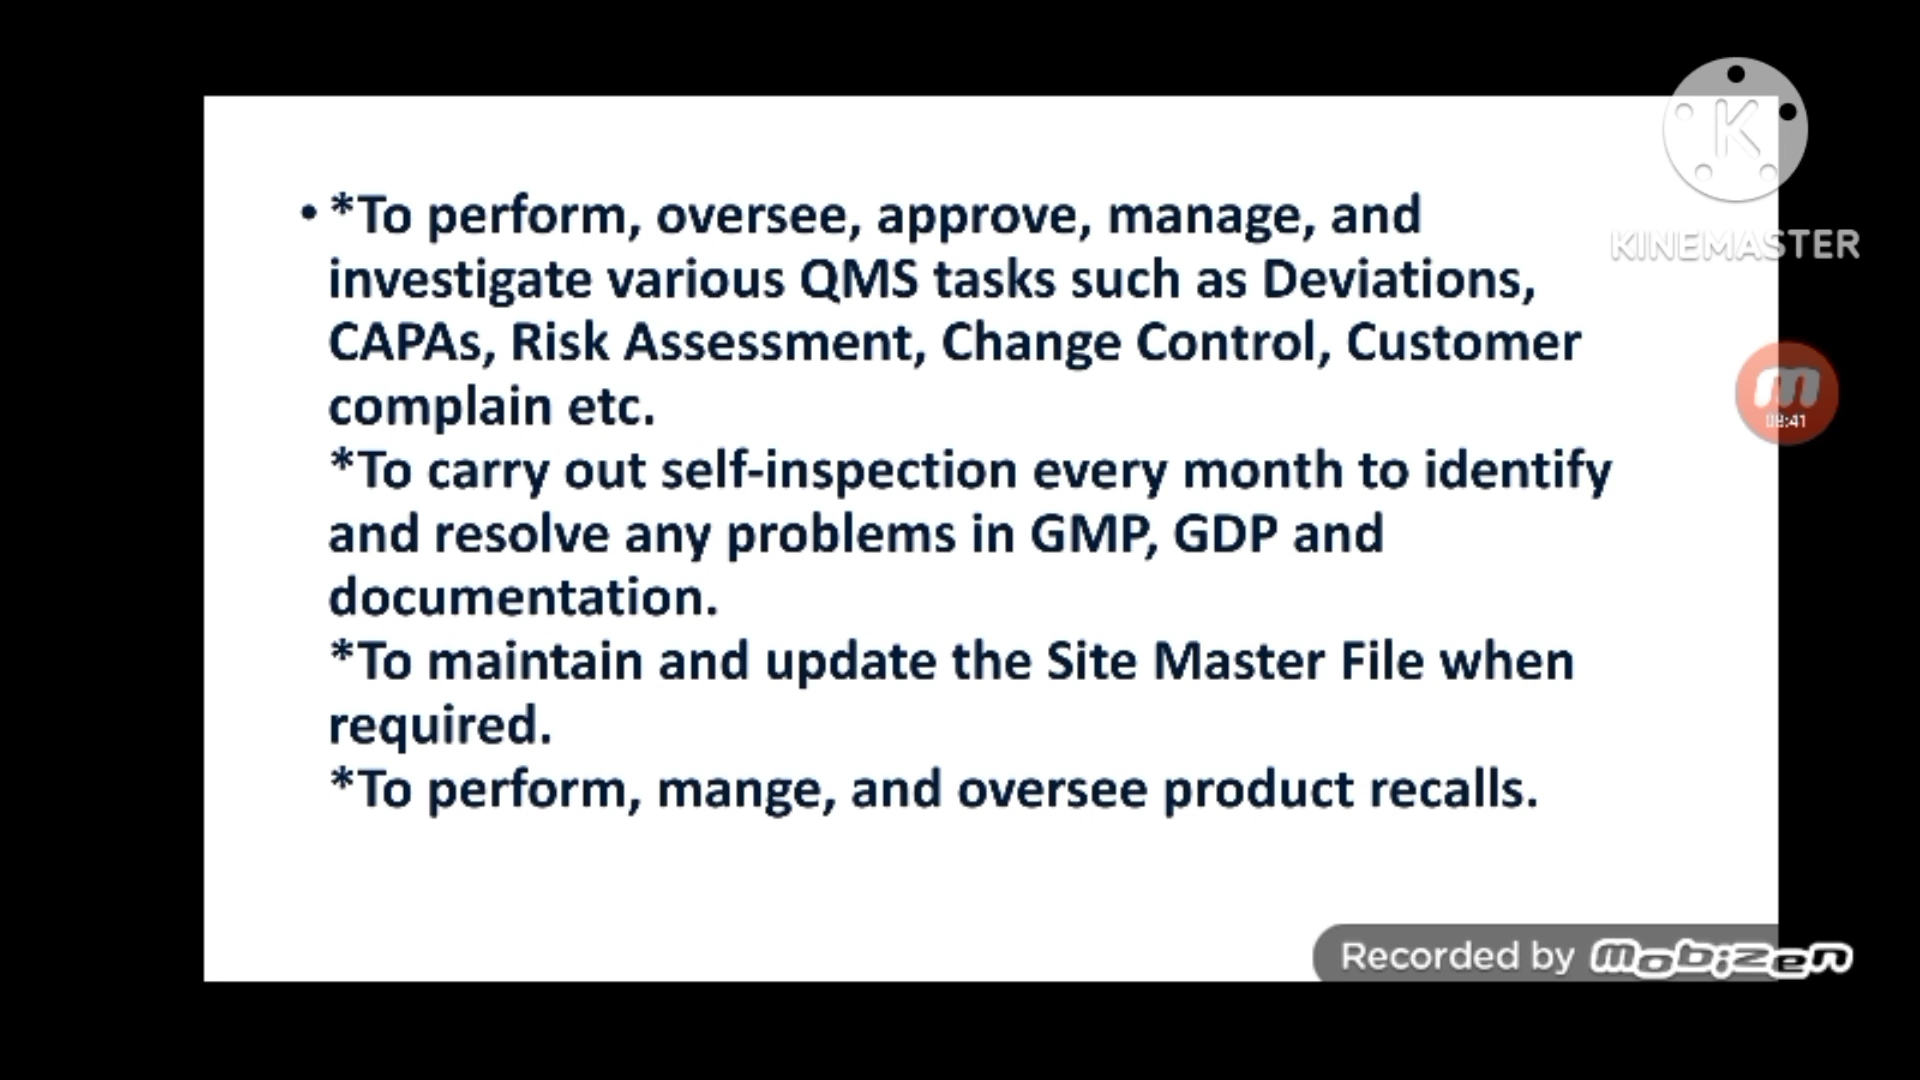 • *To perform, oversee, approve, manage, and
investigate various QMS tasks such as Deviations,
CAPAs, Risk Assessment, Change Control, Customer
complain etc.
*To carry out self-inspection every month to identify
and resolve any problems in GMP, GDP and
documentation.
*To maintain and update the Site Master File when
required.
*To perform, mange, and oversee product recalls.
K
KINEMASTER
m
08:41
Recorded by mobizen